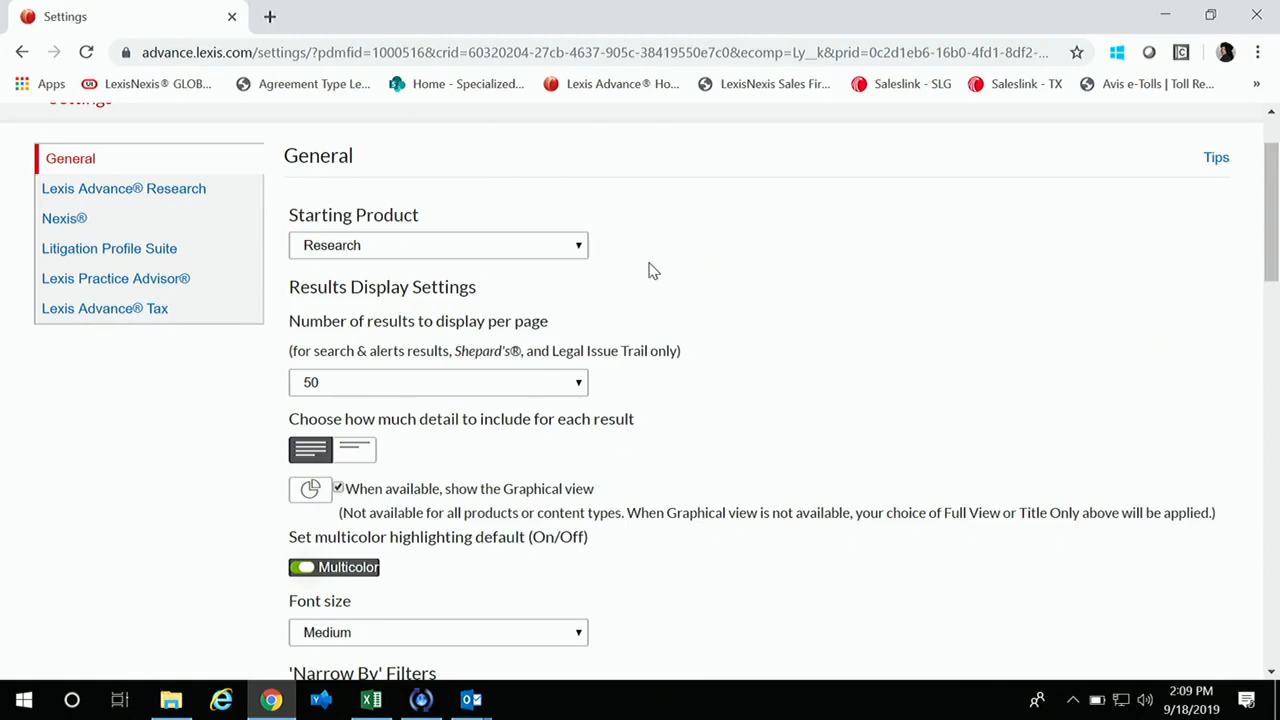 Settings
advance.lexis.com/settings/?pdmfid=1000516&crid=60320204-27cb-4637-905c-38419550e7c0&ecomp=Ly__k&prid=0c2d1eb6-16b0-4fd1-8df2-...
Apps LexisNexis® GLOB... Agreement Type Le... Home - Specialized... Lexis Advance® Ho... LexisNexis Sales Fir... Saleslink - SLG Saleslink - TX Avis e-Tolls | Toll Re... »
Settings
General
Lexis Advance® Research
Nexis®
Litigation Profile Suite
Lexis Practice Advisor®
Lexis Advance® Tax
General
Tips
Starting Product
Research
Results Display Settings
Number of results to display per page
(for search & alerts results, Shepard's®, and Legal Issue Trail only)
50
Choose how much detail to include for each result
When available, show the Graphical view
(Not available for all products or content types. When Graphical view is not available, your choice of Full View or Title Only above will be applied.)
Set multicolor highlighting default (On/Off)
Multicolor
Font size
Medium
'Narrow By' Filters
2:09 PM
9/18/2019